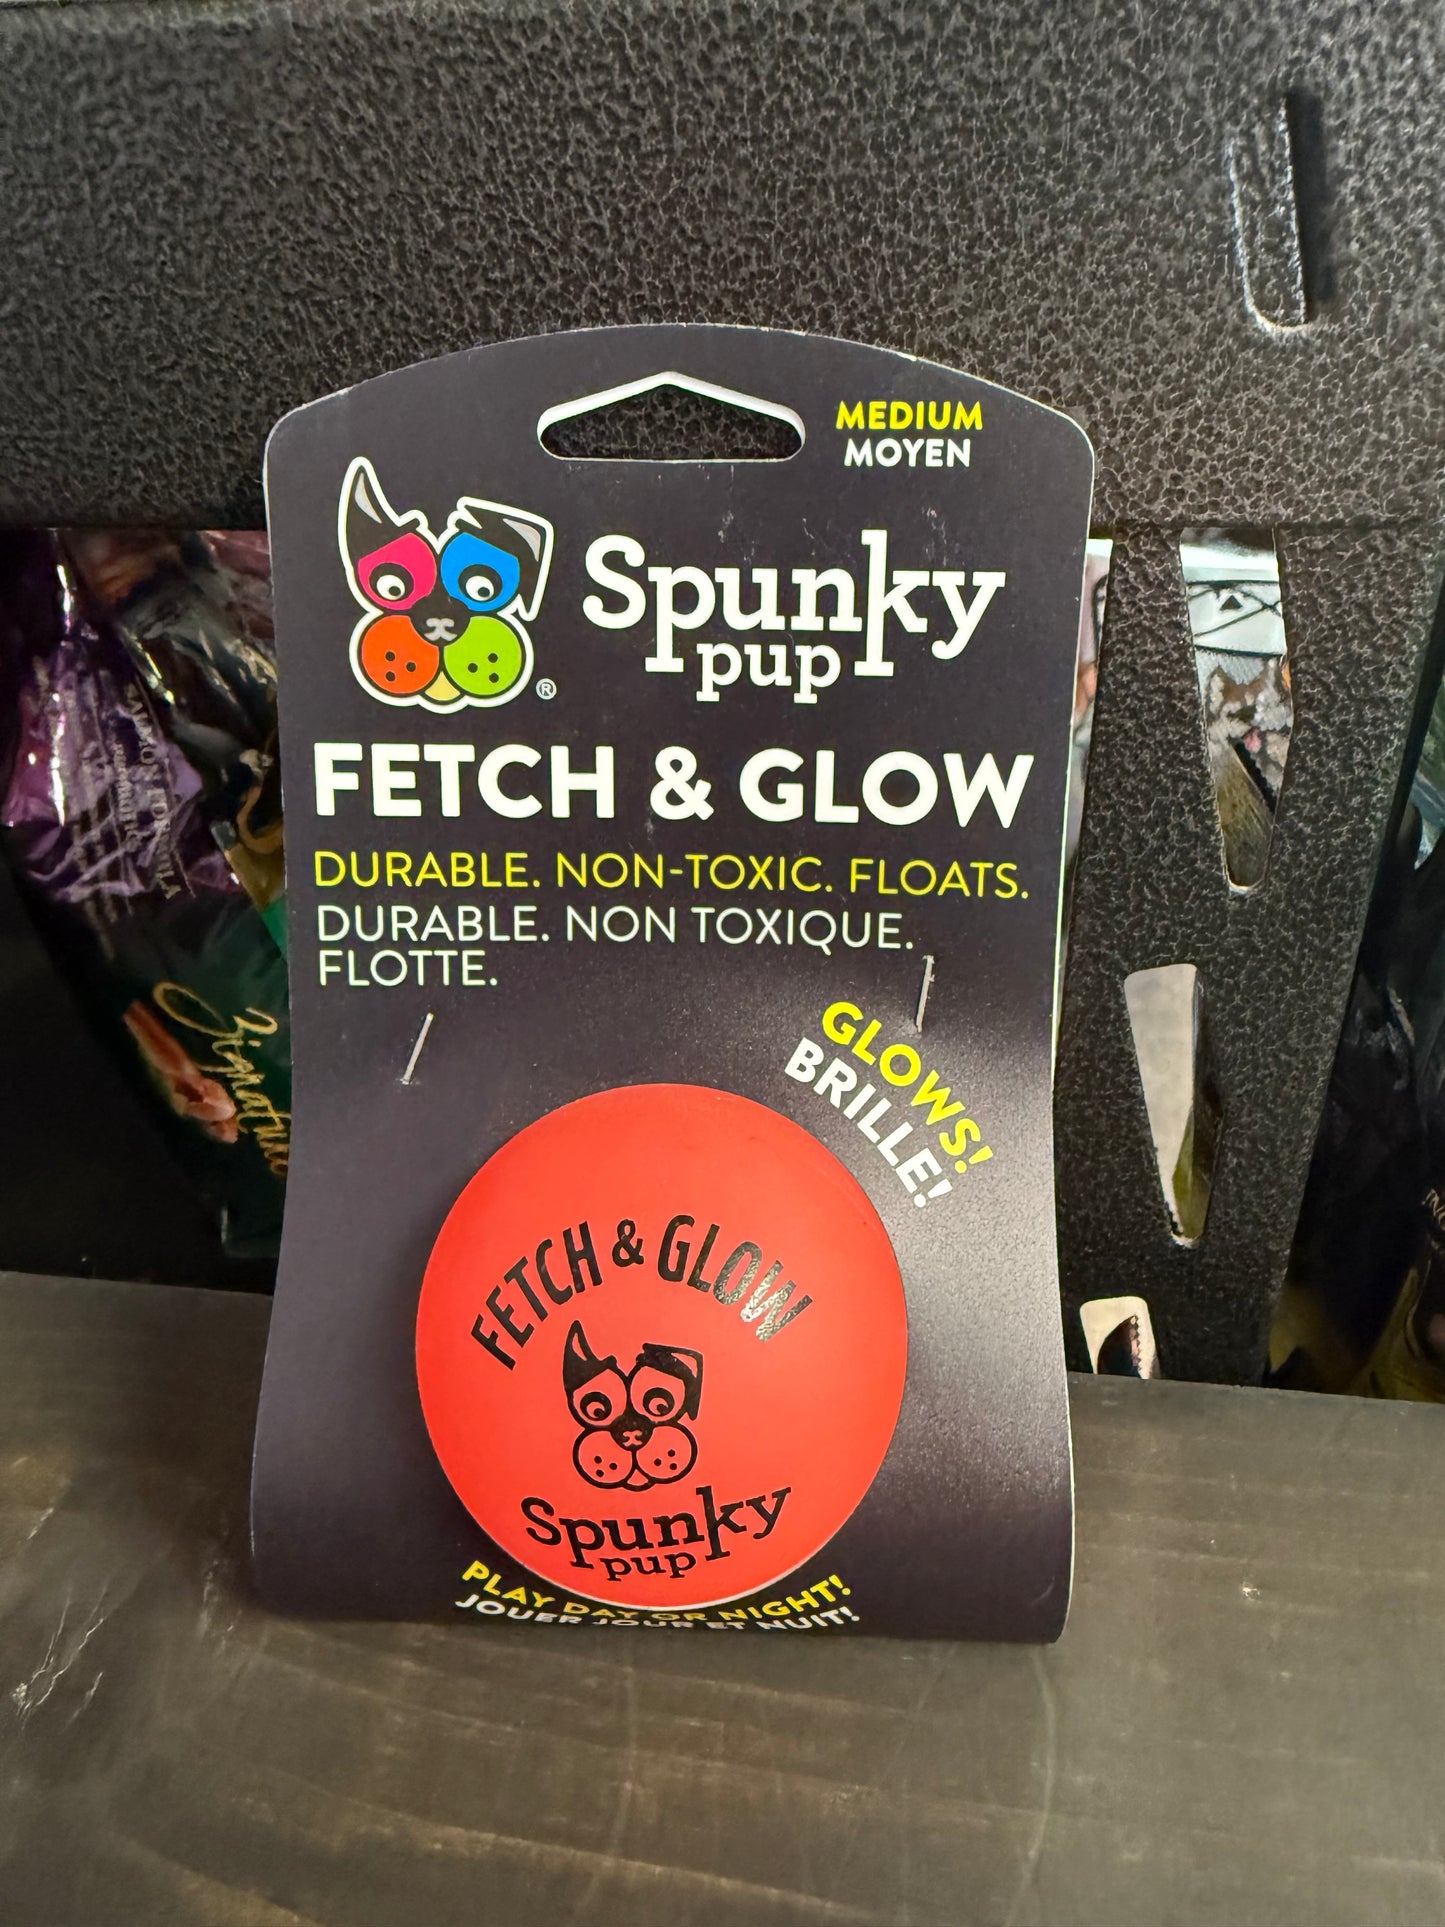 MEDIUM
MOYEN
Spunky
pup
®
FETCH & GLOW
DURABLE. NON-TOXIC. FLOATS.
DURABLE. NON TOXIQUE.
FLOTTE.
GLOWS!
BRILLE!
FETCH & GLOW
Spunky
pup
PLAY DAY OR NIGHT!
JOUER JOUR ET NUIT!
Zignature